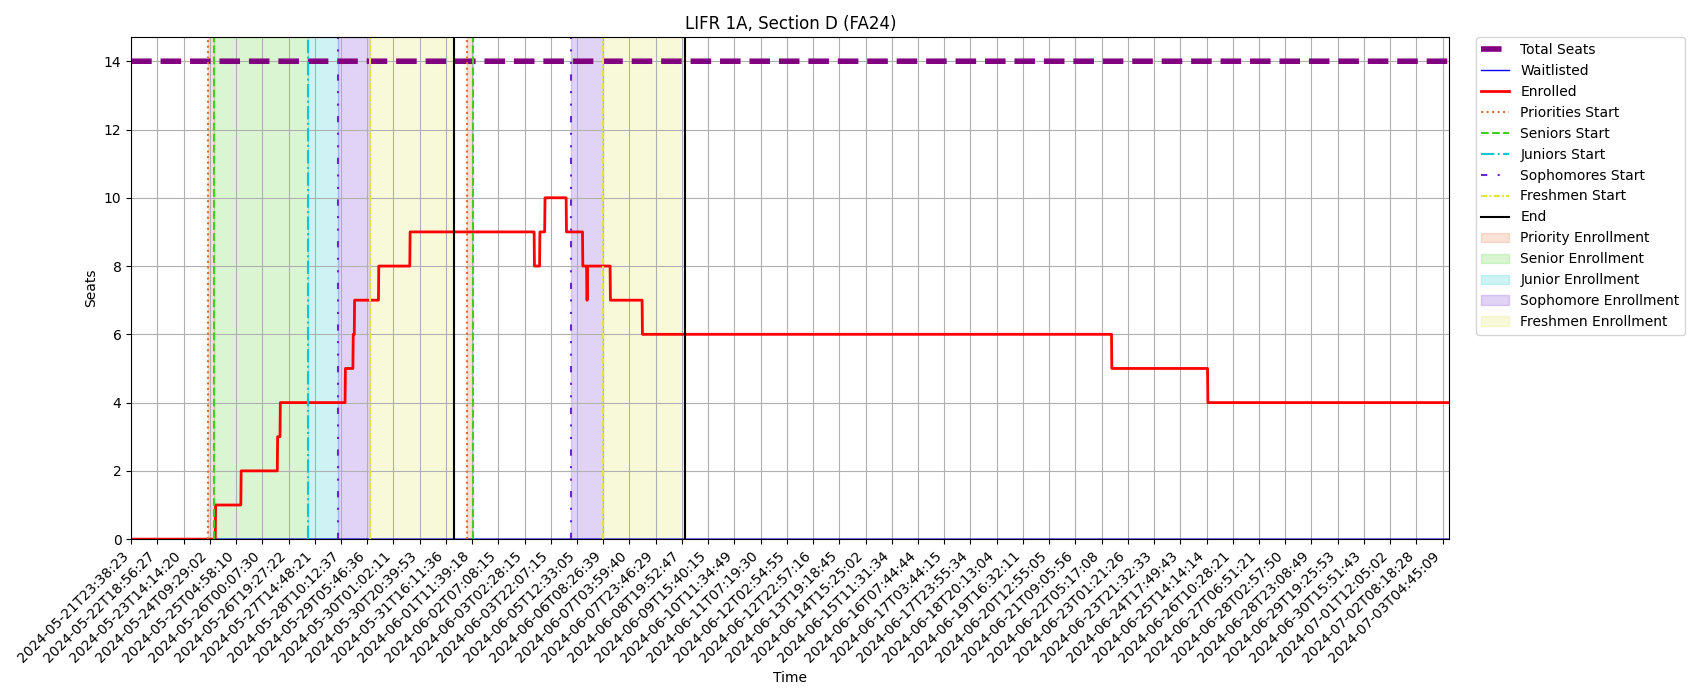 LIFR 1A, Section D (FA24)
Seats
14
12
10
8
6
4
2
0
2024-05-21T23:38:23
2024-05-22T18:56:27
2024-05-23T14:14:20
2024-05-24T09:29:02
2024-05-25T04:58:10
2024-05-26T00:07:30
2024-05-26T19:27:22
2024-05-27T14:48:21
2024-05-28T10:12:37
2024-05-29T05:46:36
2024-05-30T01:02:11
2024-05-30T20:39:53
2024-05-31T16:11:36
2024-06-01T11:39:18
2024-06-02T07:08:15
2024-06-03T02:28:15
2024-06-03T22:07:15
2024-06-05T12:33:05
2024-06-06T08:26:39
2024-06-07T03:59:40
2024-06-07T23:46:29
2024-06-08T19:52:47
2024-06-09T15:40:15
2024-06-10T11:34:49
2024-06-11T07:19:30
2024-06-12T02:54:55
2024-06-12T22:57:16
2024-06-13T19:18:45
2024-06-14T15:25:02
2024-06-15T11:31:34
2024-06-16T07:44:44
2024-06-17T03:44:15
2024-06-17T23:55:34
2024-06-18T20:13:04
2024-06-19T16:32:11
2024-06-20T12:55:05
2024-06-21T09:05:56
2024-06-22T05:17:08
2024-06-23T01:21:26
2024-06-23T21:32:33
2024-06-24T17:49:43
2024-06-25T14:14:14
2024-06-26T10:28:21
2024-06-27T06:51:21
2024-06-28T02:57:50
2024-06-28T23:08:49
2024-06-29T19:25:53
2024-06-30T15:51:43
2024-07-01T12:05:02
2024-07-02T08:18:28
2024-07-03T04:45:09
Time
Total Seats
Waitlisted
Enrolled
Priorities Start
Seniors Start
Juniors Start
Sophomores Start
Freshmen Start
End
Priority Enrollment
Senior Enrollment
Junior Enrollment
Sophomore Enrollment
Freshmen Enrollment